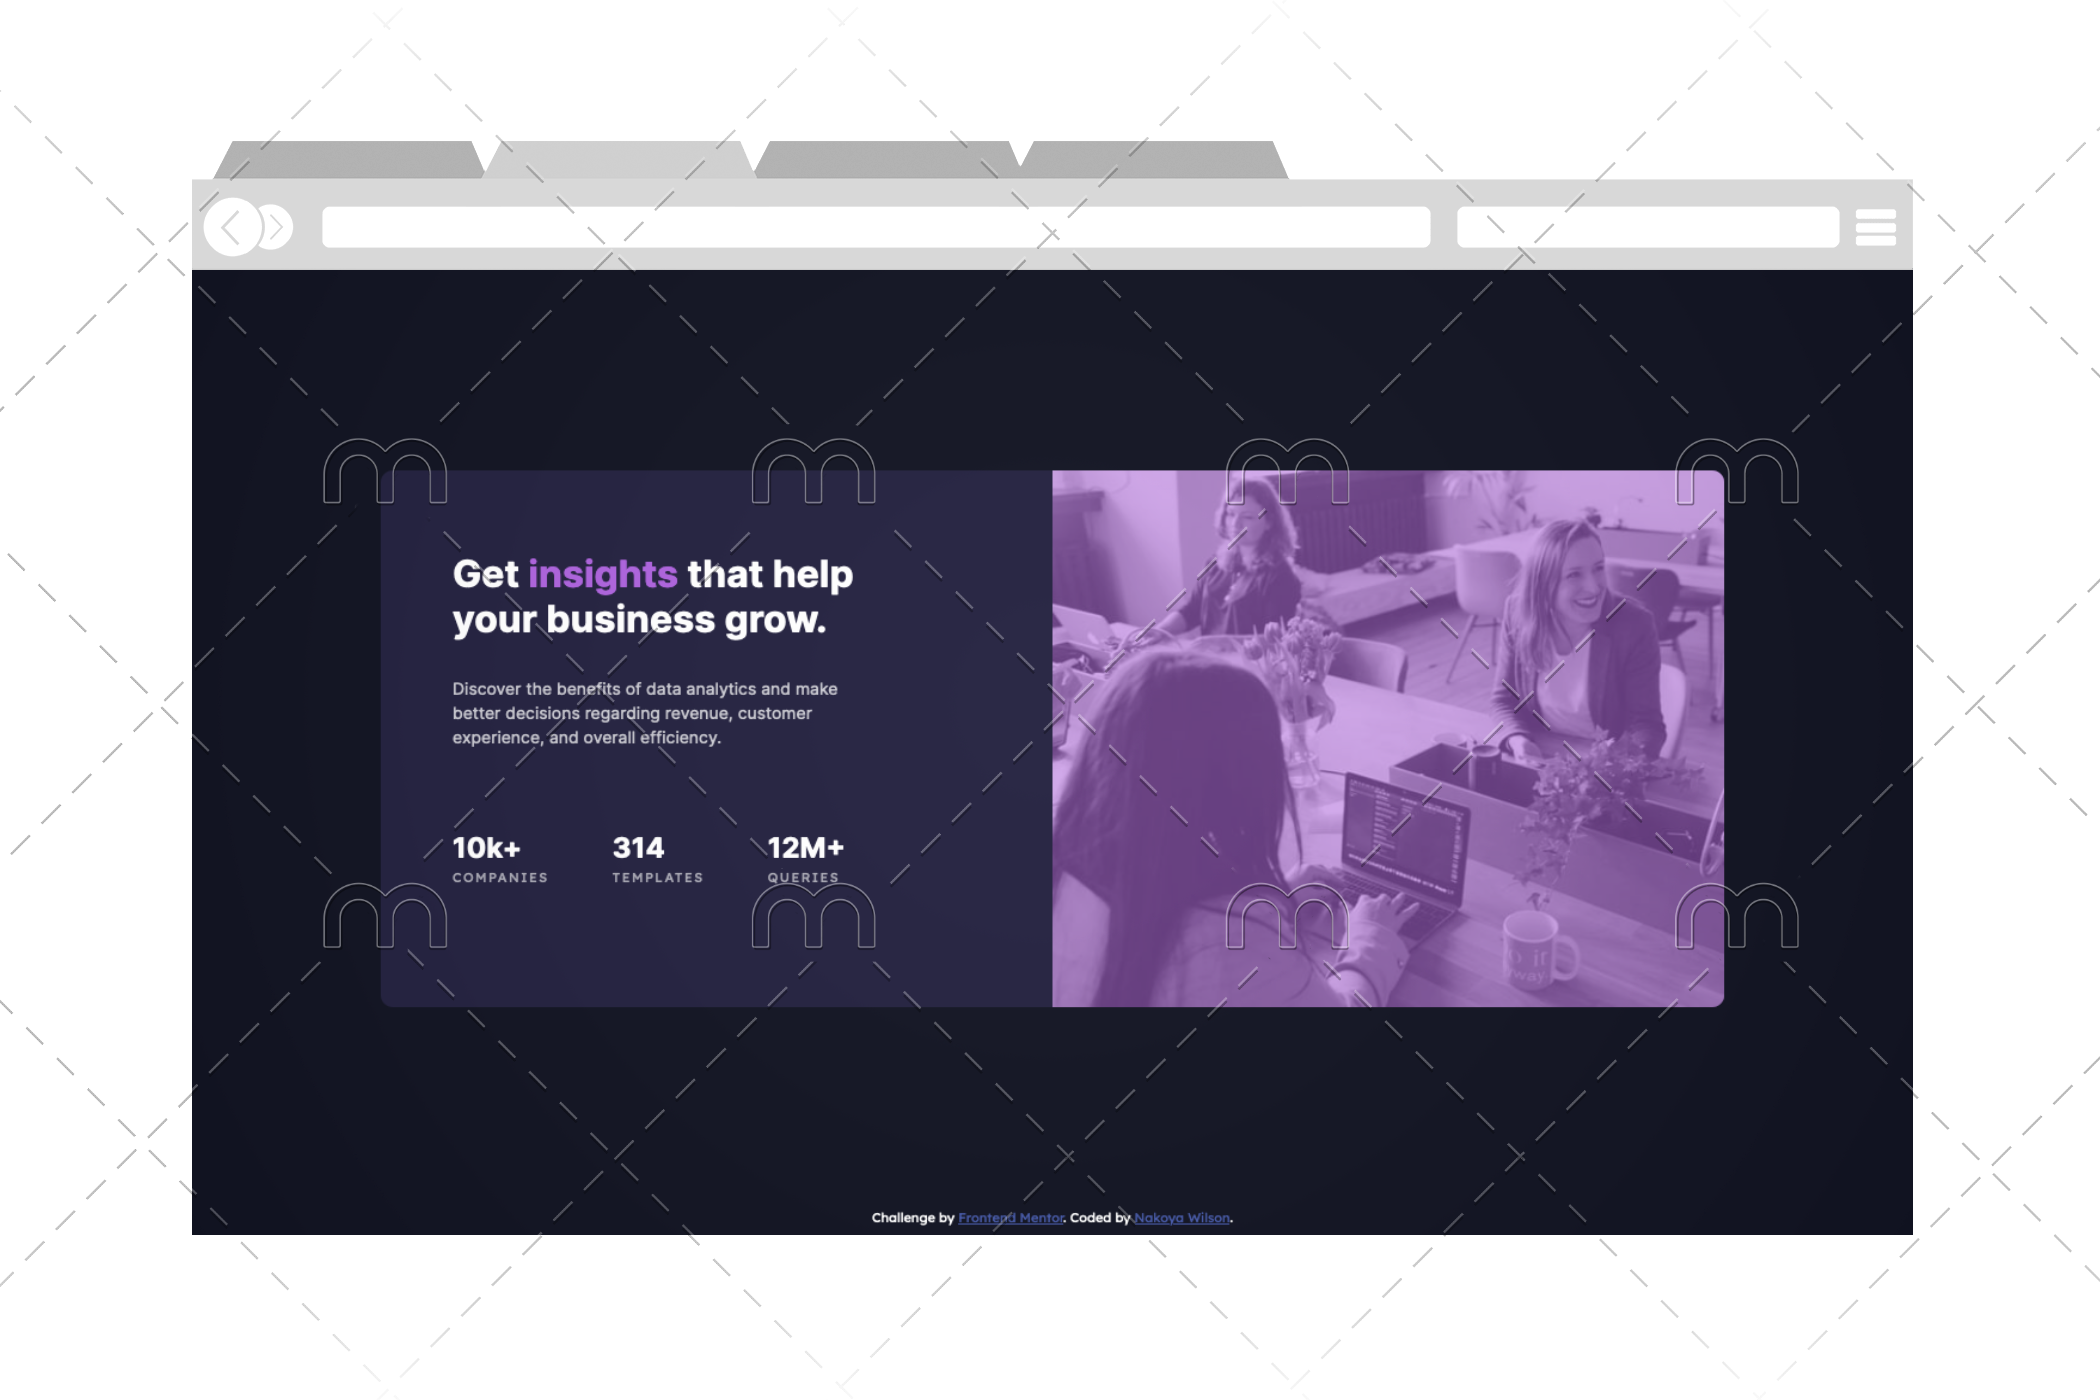 Get insights that help
your business grow.
Discover the benefits of data analytics and make
better decisions regarding revenue, customer
experience, and overall efficiency.
10k+ 314 12M+
COMPANIES TEMPLATES QUERIES
Challenge by Frontend Mentor. Coded by Nakoya Wilson.